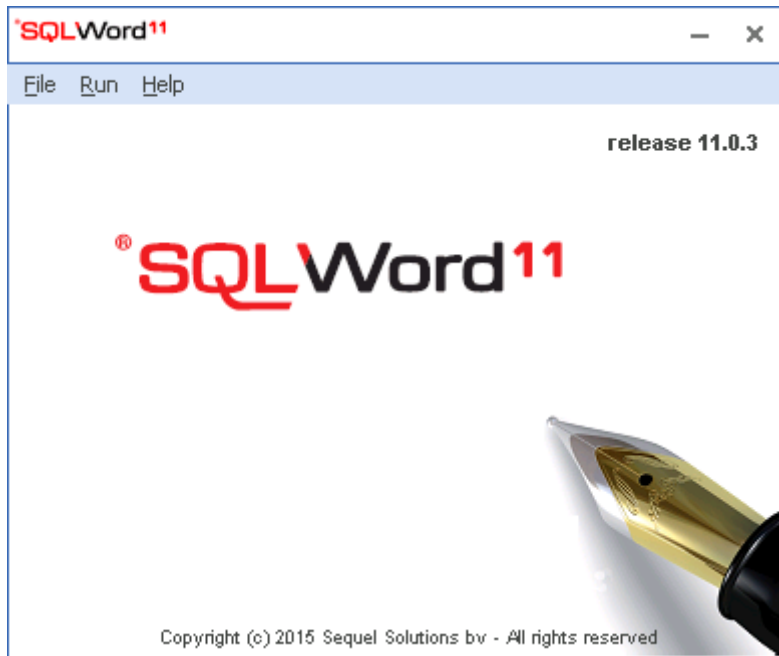 ®SQLWord11
File Run Help
release 11.0.3
®SQLWord11
Copyright (c) 2015 Sequel Solutions bv - All rights reserved